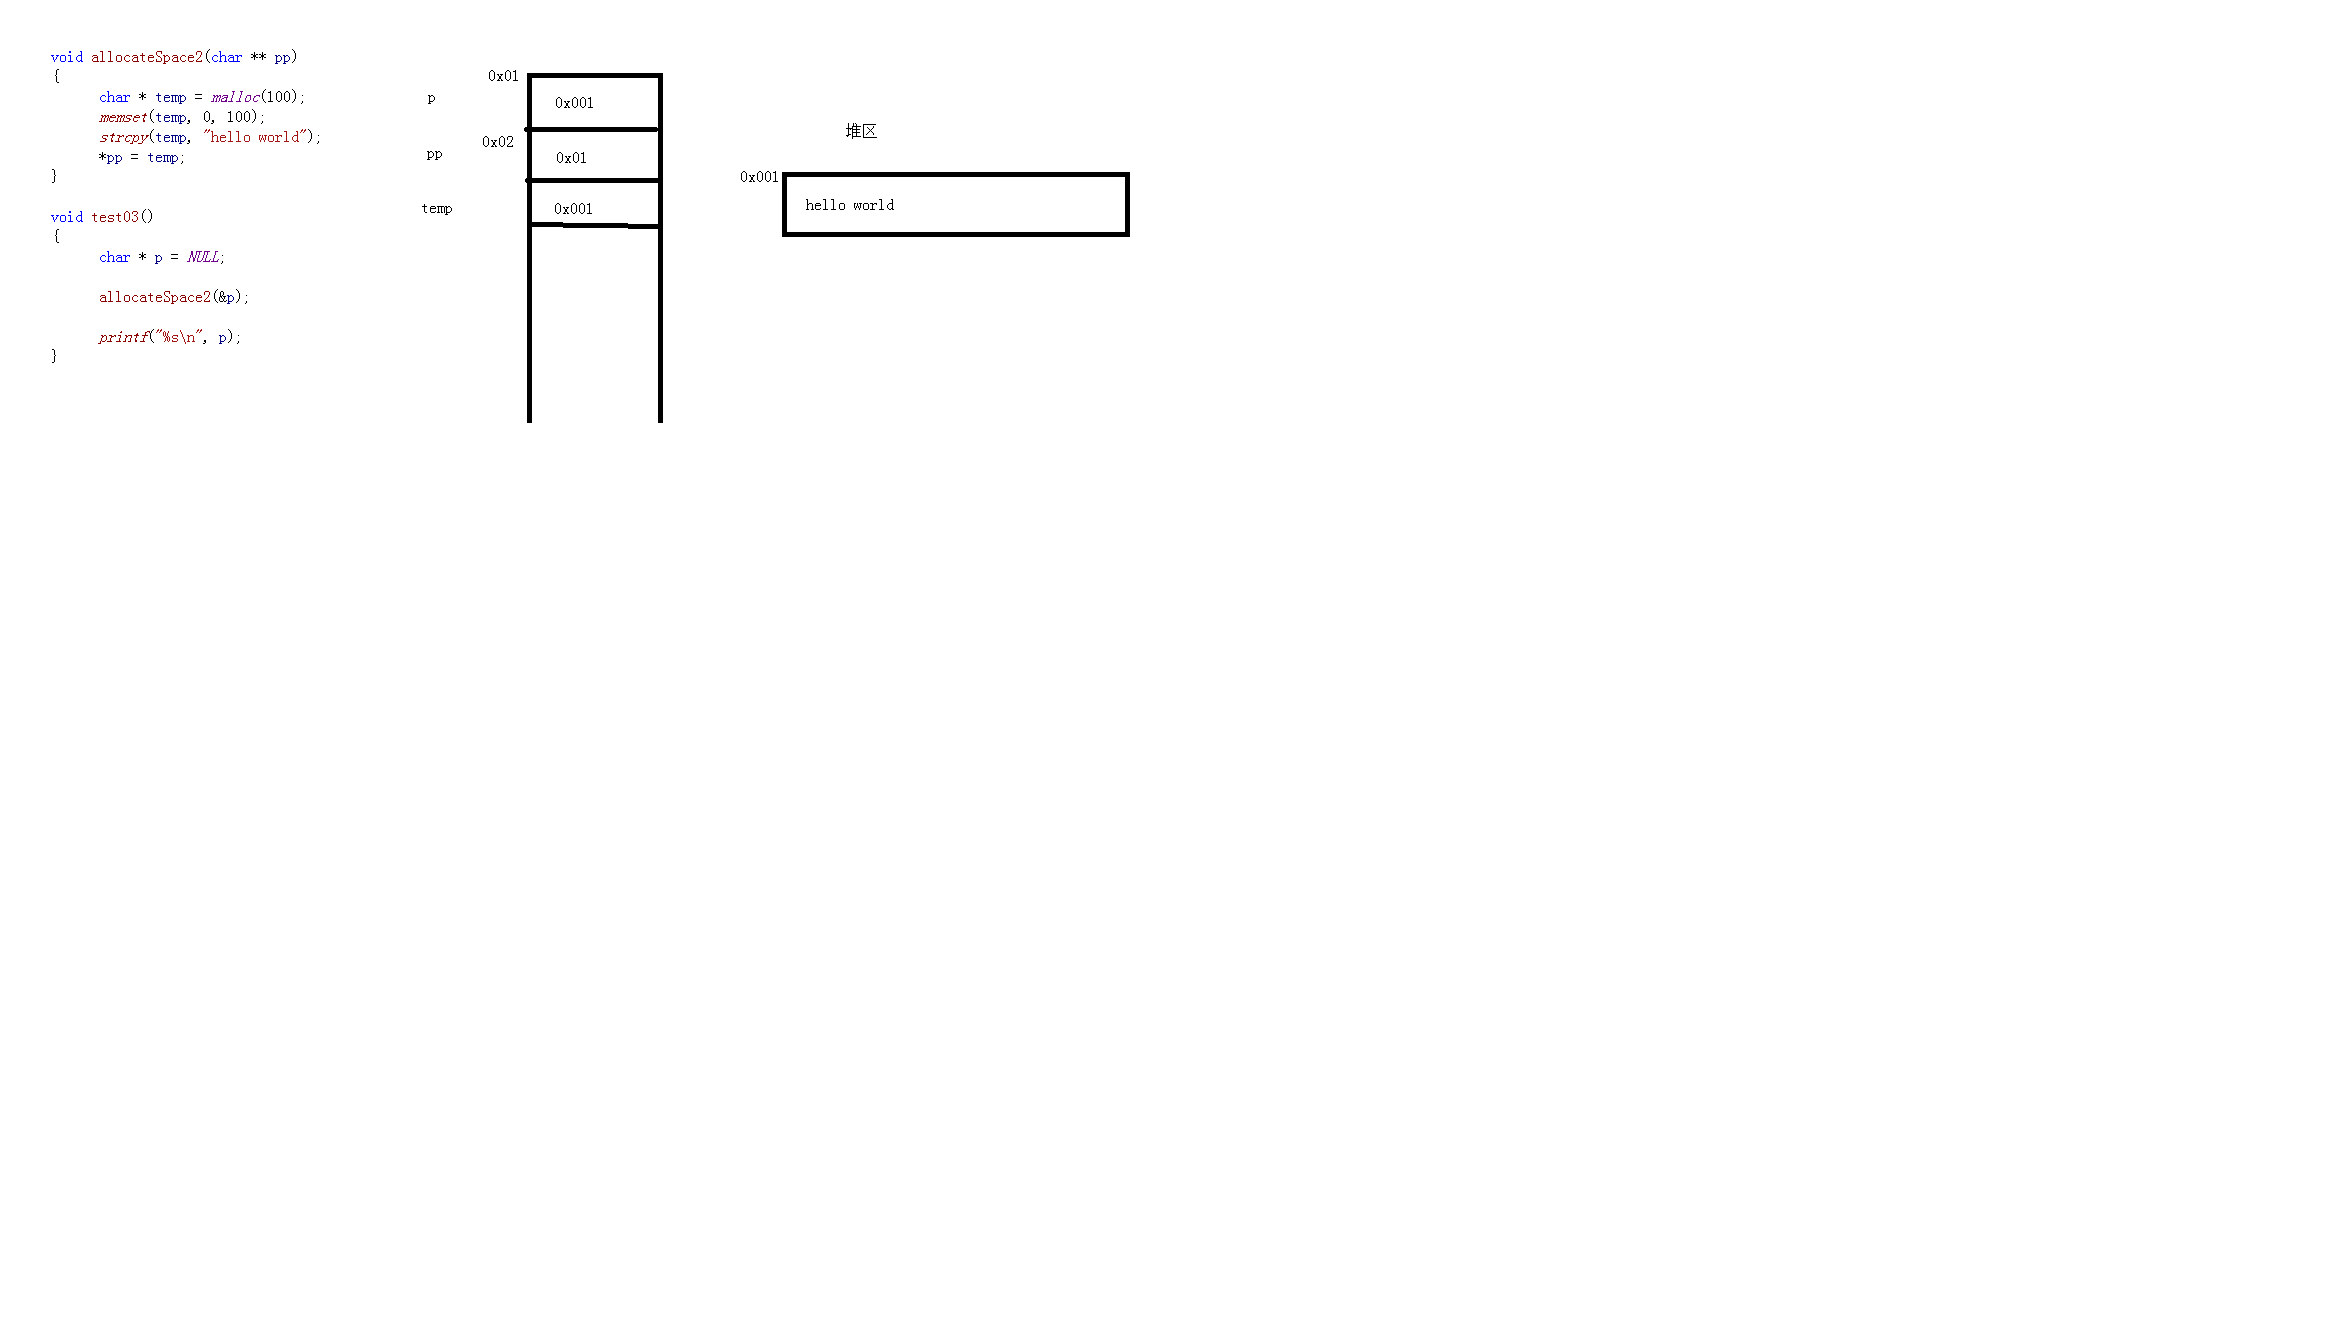 void allocateSpace2(char ** pp)
{
char * temp = malloc(100);
memset(temp, 0, 100);
strcpy(temp, "hello world");
*pp = temp;
}
void test03()
{
char * p = NULL;
allocateSpace2(&p);
printf("%s\n", p);
}
0x01
p
0x001
0x02
pp
0x01
temp
0x001
堆区
0x001
hello world